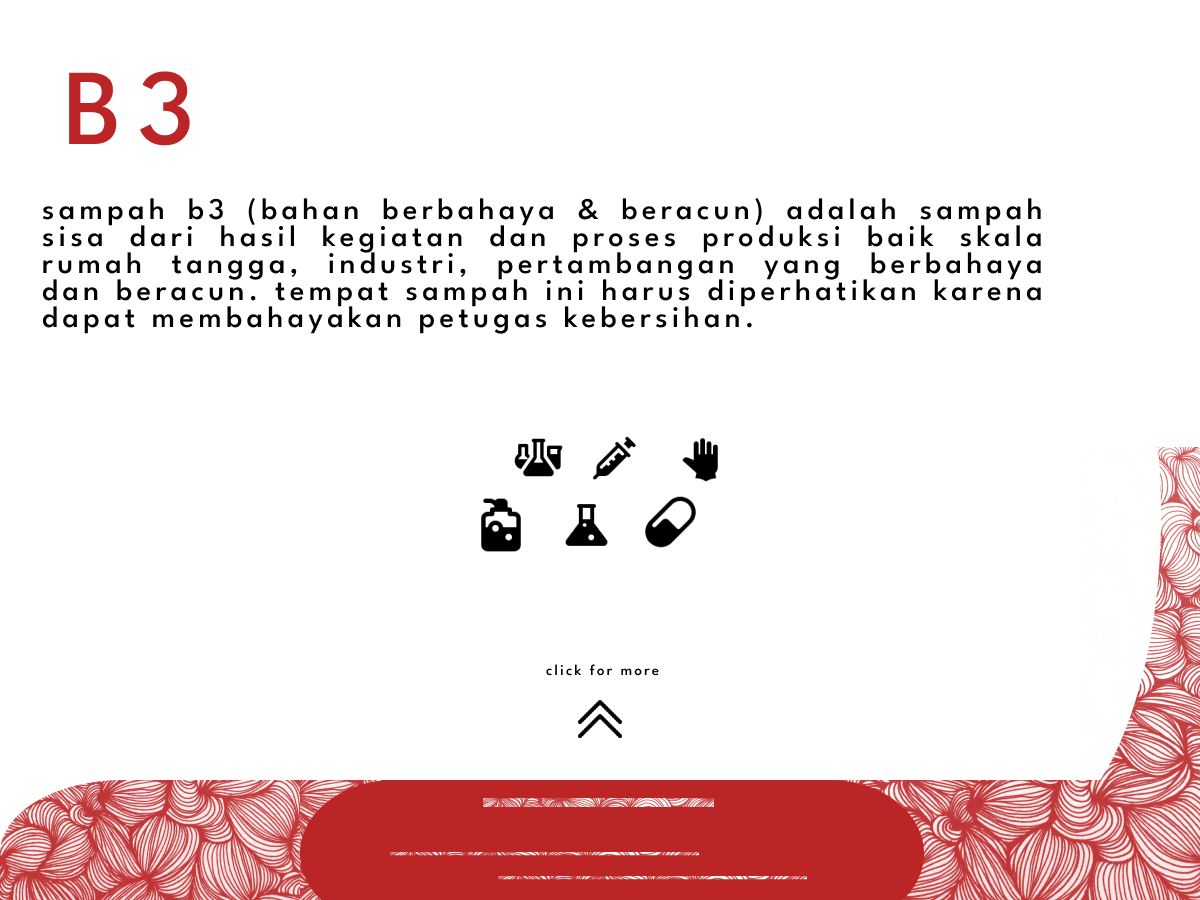 B3
sampah b3 (bahan berbahaya & beracun) adalah sampah
sisa dari hasil kegiatan dan proses produksi baik skala
rumah tangga, industri, pertambangan yang berbahaya
dan beracun. tempat sampah ini harus diperhatikan karena
dapat membahayakan petugas kebersihan.
click for more